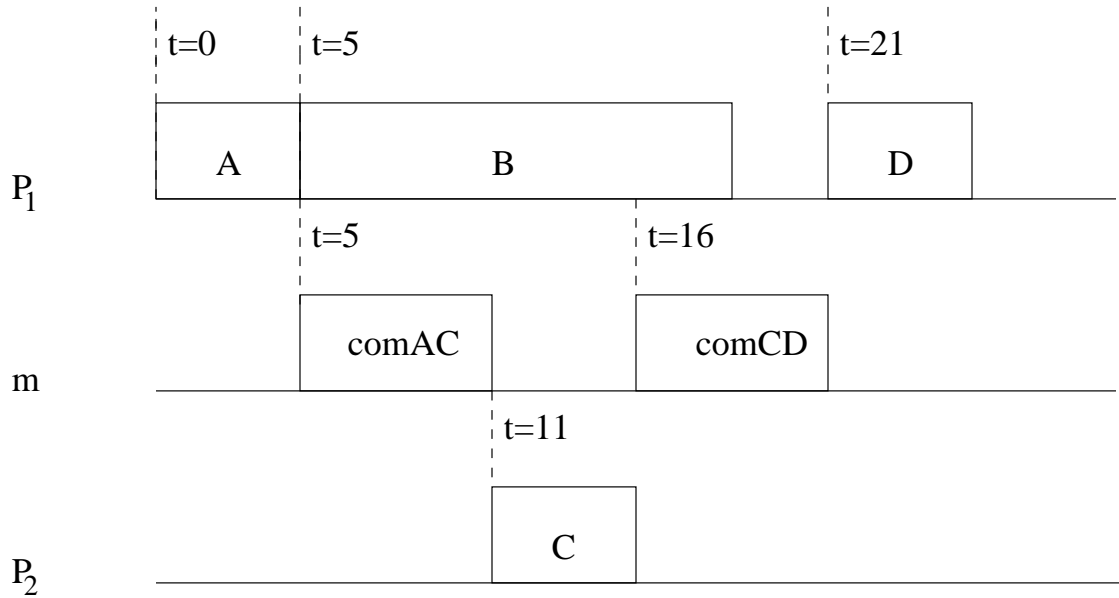 t=0 t=5 t=21
A B D
P1
t=5 t=16
comAC comCD
m
t=11
C
P2